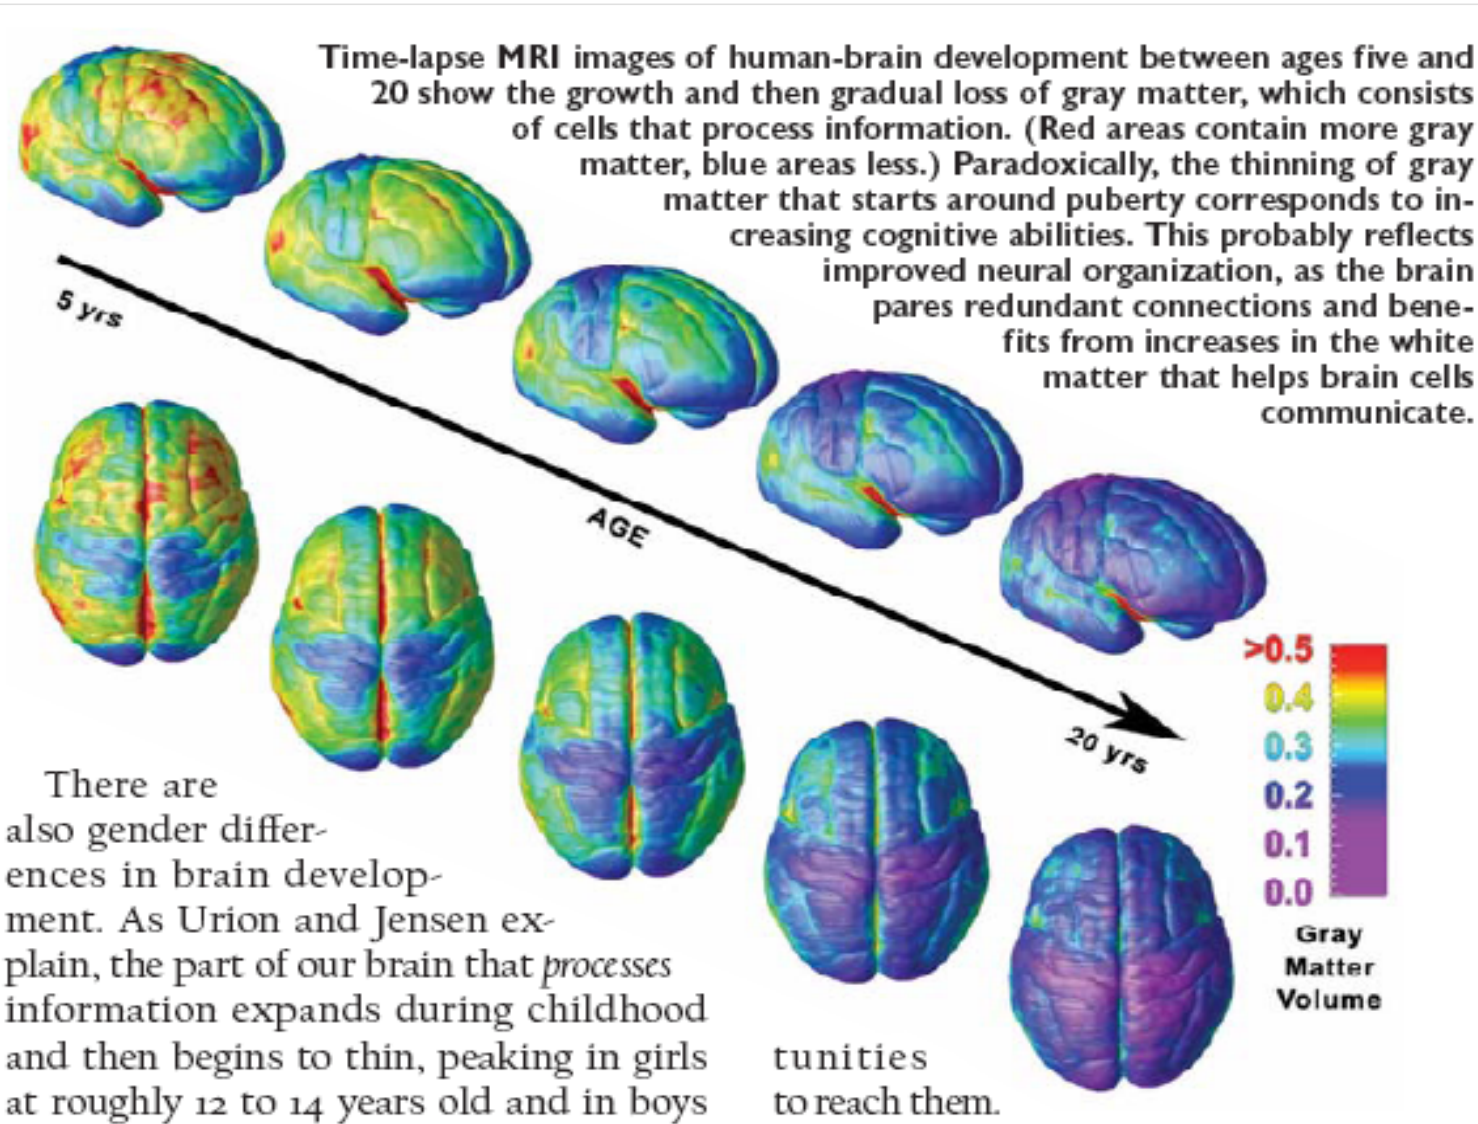 Time-lapse MRI images of human-brain development between ages five and
20 show the growth and then gradual loss of gray matter, which consists
of cells that process information. (Red areas contain more gray
matter, blue areas less.) Paradoxically, the thinning of gray
matter that starts around puberty corresponds to in-
creasing cognitive abilities. This probably reflects
improved neural organization, as the brain
pares redundant connections and bene-
fits from increases in the white
matter that helps brain cells
communicate.
5 yrs
AGE
20 yrs
>0.5
0.4
0.3
0.2
0.1
0.0
Gray
Matter
Volume
There are
also gender differ-
ences in brain develop-
ment. As Urion and Jensen ex-
plain, the part of our brain that processes
information expands during childhood
and then begins to thin, peaking in girls
at roughly 12 to 14 years old and in boys
tunities
to reach them.